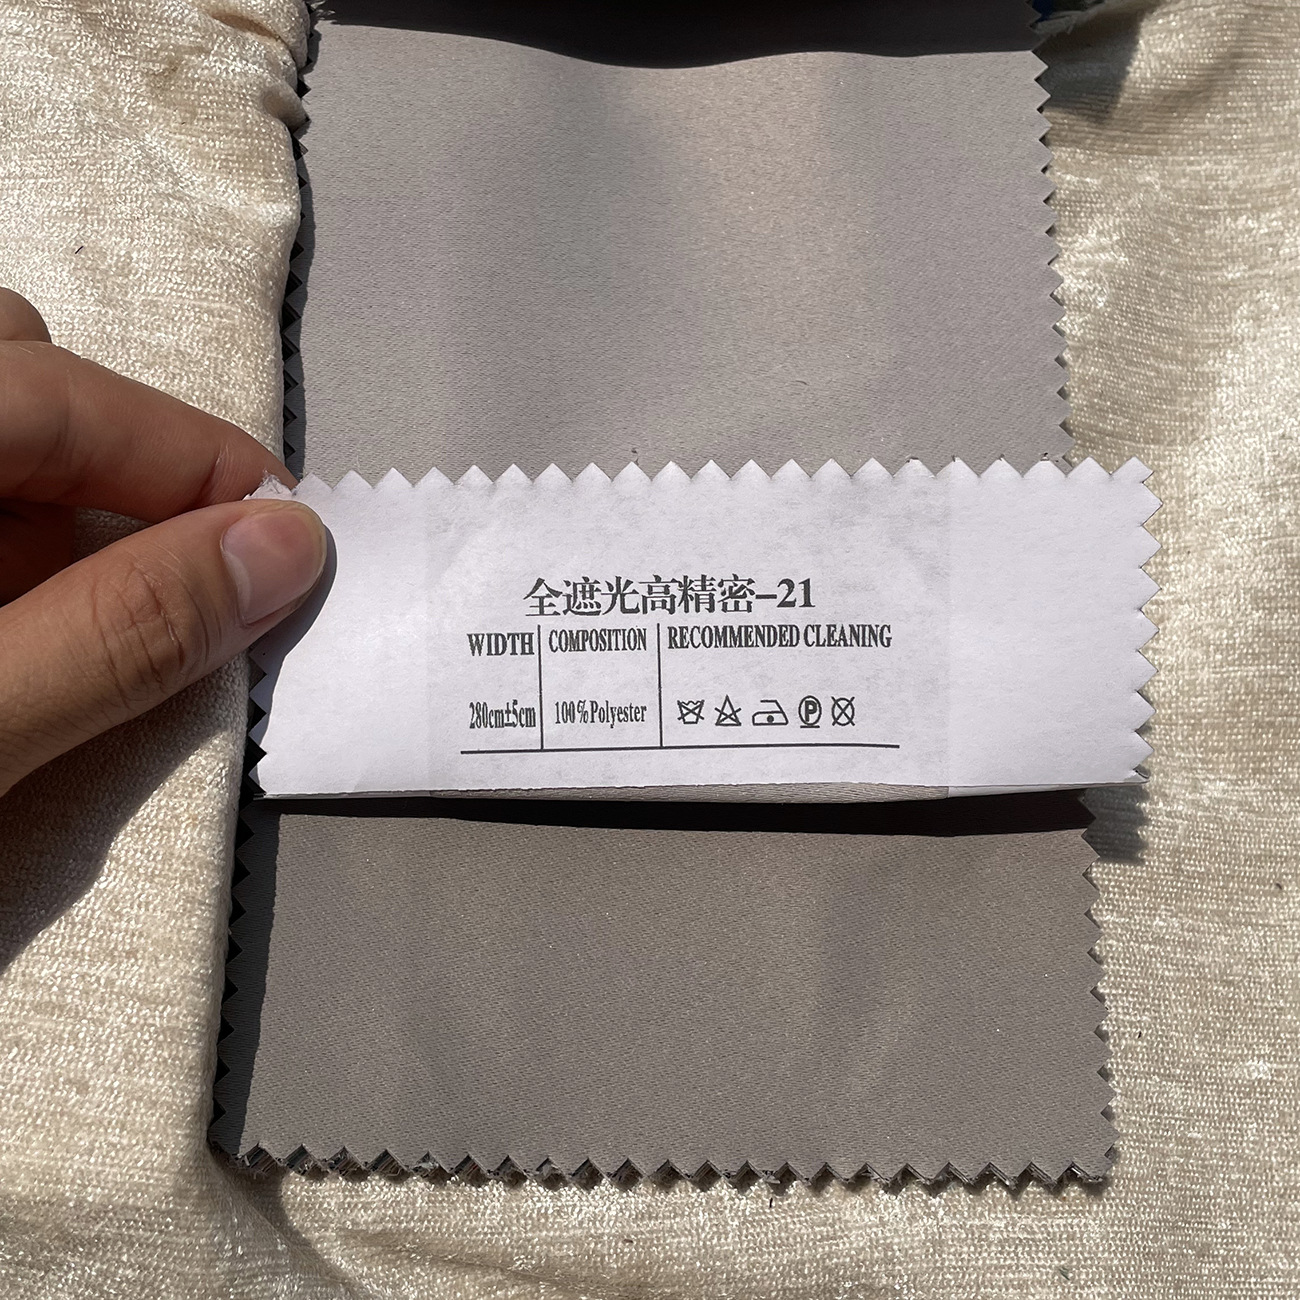 全遮光高精密–21
WIDTH COMPOSITION RECOMMENDED CLEANING
280cm±5cm 100%Polyester P